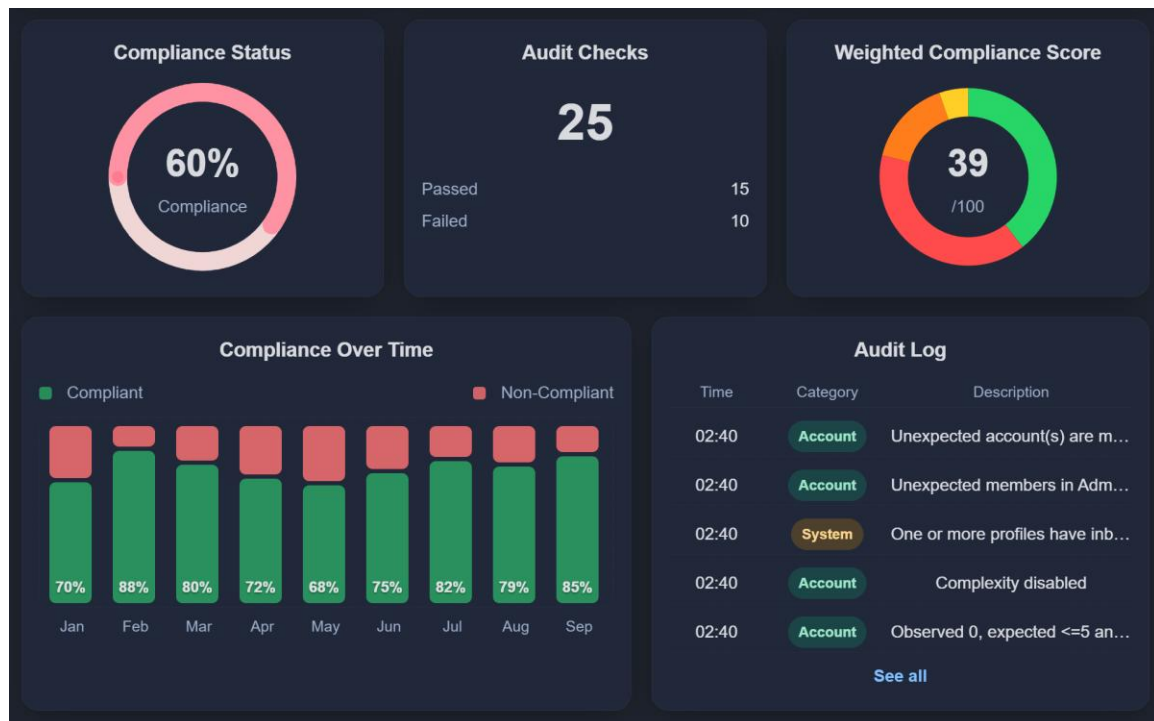 Compliance Status
60%
Compliance
Audit Checks
25
Passed 15
Failed 10
Weighted Compliance Score
39
/100
Compliance Over Time
Compliant Non-Compliant
70% 88% 80% 72% 68% 75% 82% 79% 85%
Jan Feb Mar Apr May Jun Jul Aug Sep
Audit Log
Time Category Description
02:40 Account Unexpected account(s) are m...
02:40 Account Unexpected members in Adm...
02:40 System One or more profiles have inb...
02:40 Account Complexity disabled
02:40 Account Observed 0, expected <=5 an...
See all